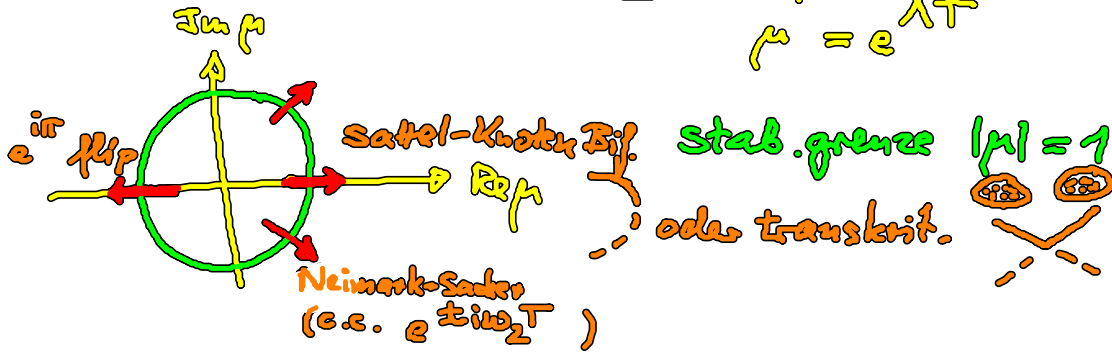 Im μ
μ = e^{λT}
e^{iπ} flip
Sattel-Knoten Bif.
stab.grenze |μ| = 1
Re μ
oder transkrit.
Neimark-Sacker
(c.c. e^{±iω₂T} )